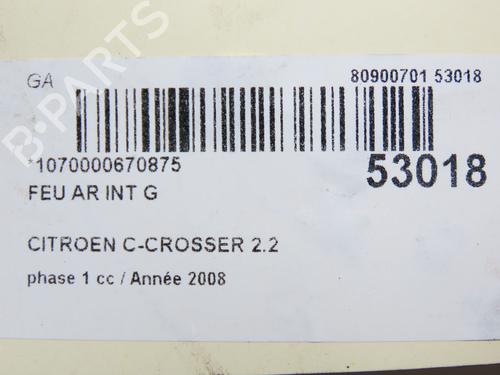 GA
80900701 53018
*1070000670875
53018
FEU AR INT G
CITROEN C-CROSSER 2.2
phase 1 cc / Année 2008
B-PARTS